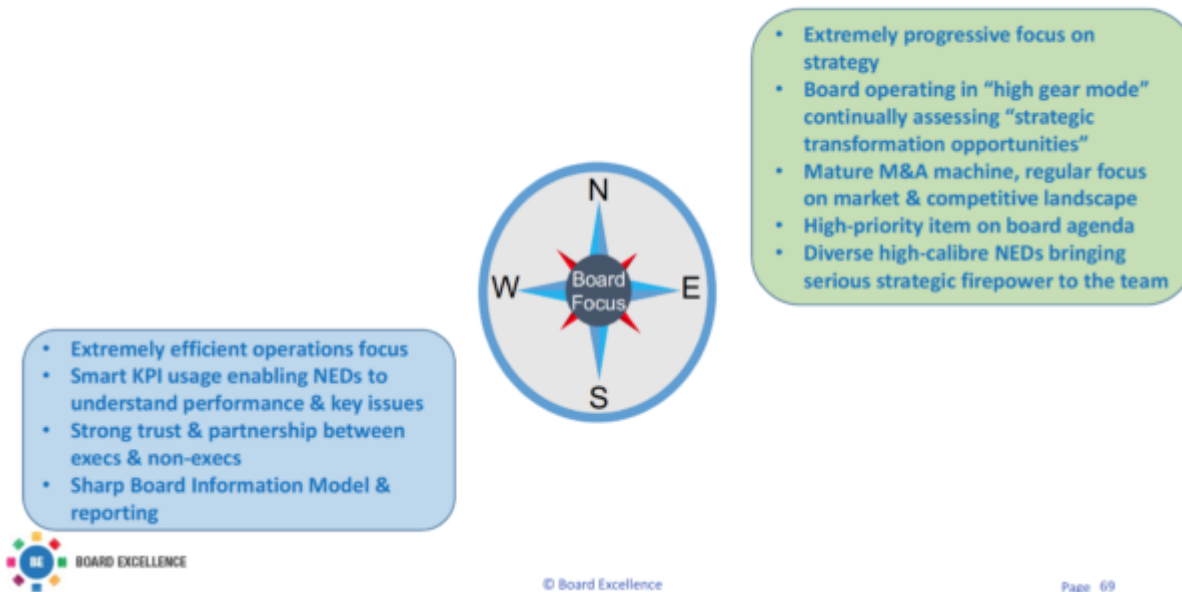 • Extremely progressive focus on
strategy
• Board operating in “high gear mode”
continually assessing “strategic
transformation opportunities”
• Mature M&A machine, regular focus
on market & competitive landscape
• High-priority item on board agenda
• Diverse high-calibre NEDs bringing
serious strategic firepower to the team
N
W
Board
Focus
E
S
• Extremely efficient operations focus
• Smart KPI usage enabling NEDs to
understand performance & key issues
• Strong trust & partnership between
execs & non-execs
• Sharp Board Information Model &
reporting
BE
BOARD EXCELLENCE
© Board Excellence
Page 69